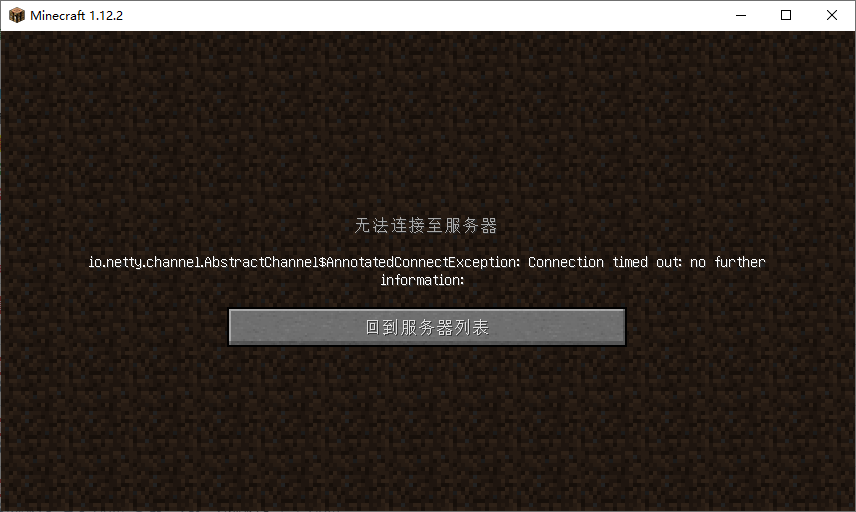 Minecraft 1.12.2
无法连接至服务器
io.netty.channel.AbstractChannel$AnnotatedConnectException: Connection timed out: no further
information:
回到服务器列表